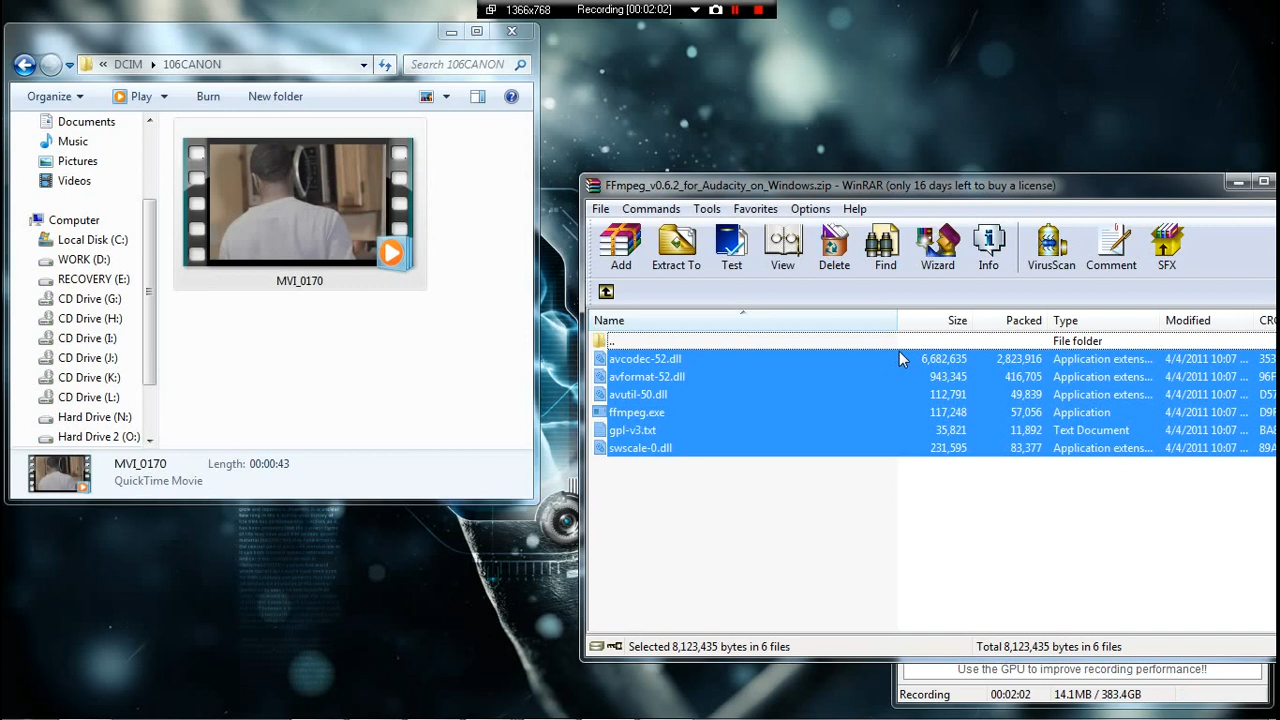 1366x768 Recording [00:02:02]
« DCIM 106CANON Search 106CANON
Organize Play Burn New folder
Documents
Music
Pictures
Videos
Computer
Local Disk (C:)
WORK (D:)
RECOVERY (E:)
CD Drive (G:)
CD Drive (H:)
CD Drive (I:)
CD Drive (J:)
CD Drive (K:)
CD Drive (L:)
Hard Drive (N:)
Hard Drive 2 (O:)
MVI_0170
MVI_0170 Length: 00:00:43
QuickTime Movie
FFmpeg_v0.6.2_for_Audacity_on_Windows.zip - WinRAR (only 16 days left to buy a license)
File Commands Tools Favorites Options Help
Add Extract To Test View Delete Find Wizard Info VirusScan Comment SFX
Name Size Packed Type Modified CRC
.. File folder
avcodec-52.dll 6,682,635 2,823,916 Application extens... 4/4/2011 10:07 ... 353
avformat-52.dll 943,345 416,705 Application extens... 4/4/2011 10:07 ... 96F
avutil-50.dll 112,791 49,839 Application extens... 4/4/2011 10:07 ... D57
ffmpeg.exe 117,248 57,056 Application 4/4/2011 10:07 ... D9F
gpl-v3.txt 35,821 11,892 Text Document 4/4/2011 10:07 ... BA8
swscale-0.dll 231,595 83,377 Application extens... 4/4/2011 10:07 ... 89A
Selected 8,123,435 bytes in 6 files Total 8,123,435 bytes in 6 files
Use the GPU to improve recording performance!!
Recording 00:02:02 14.1MB / 383.4GB